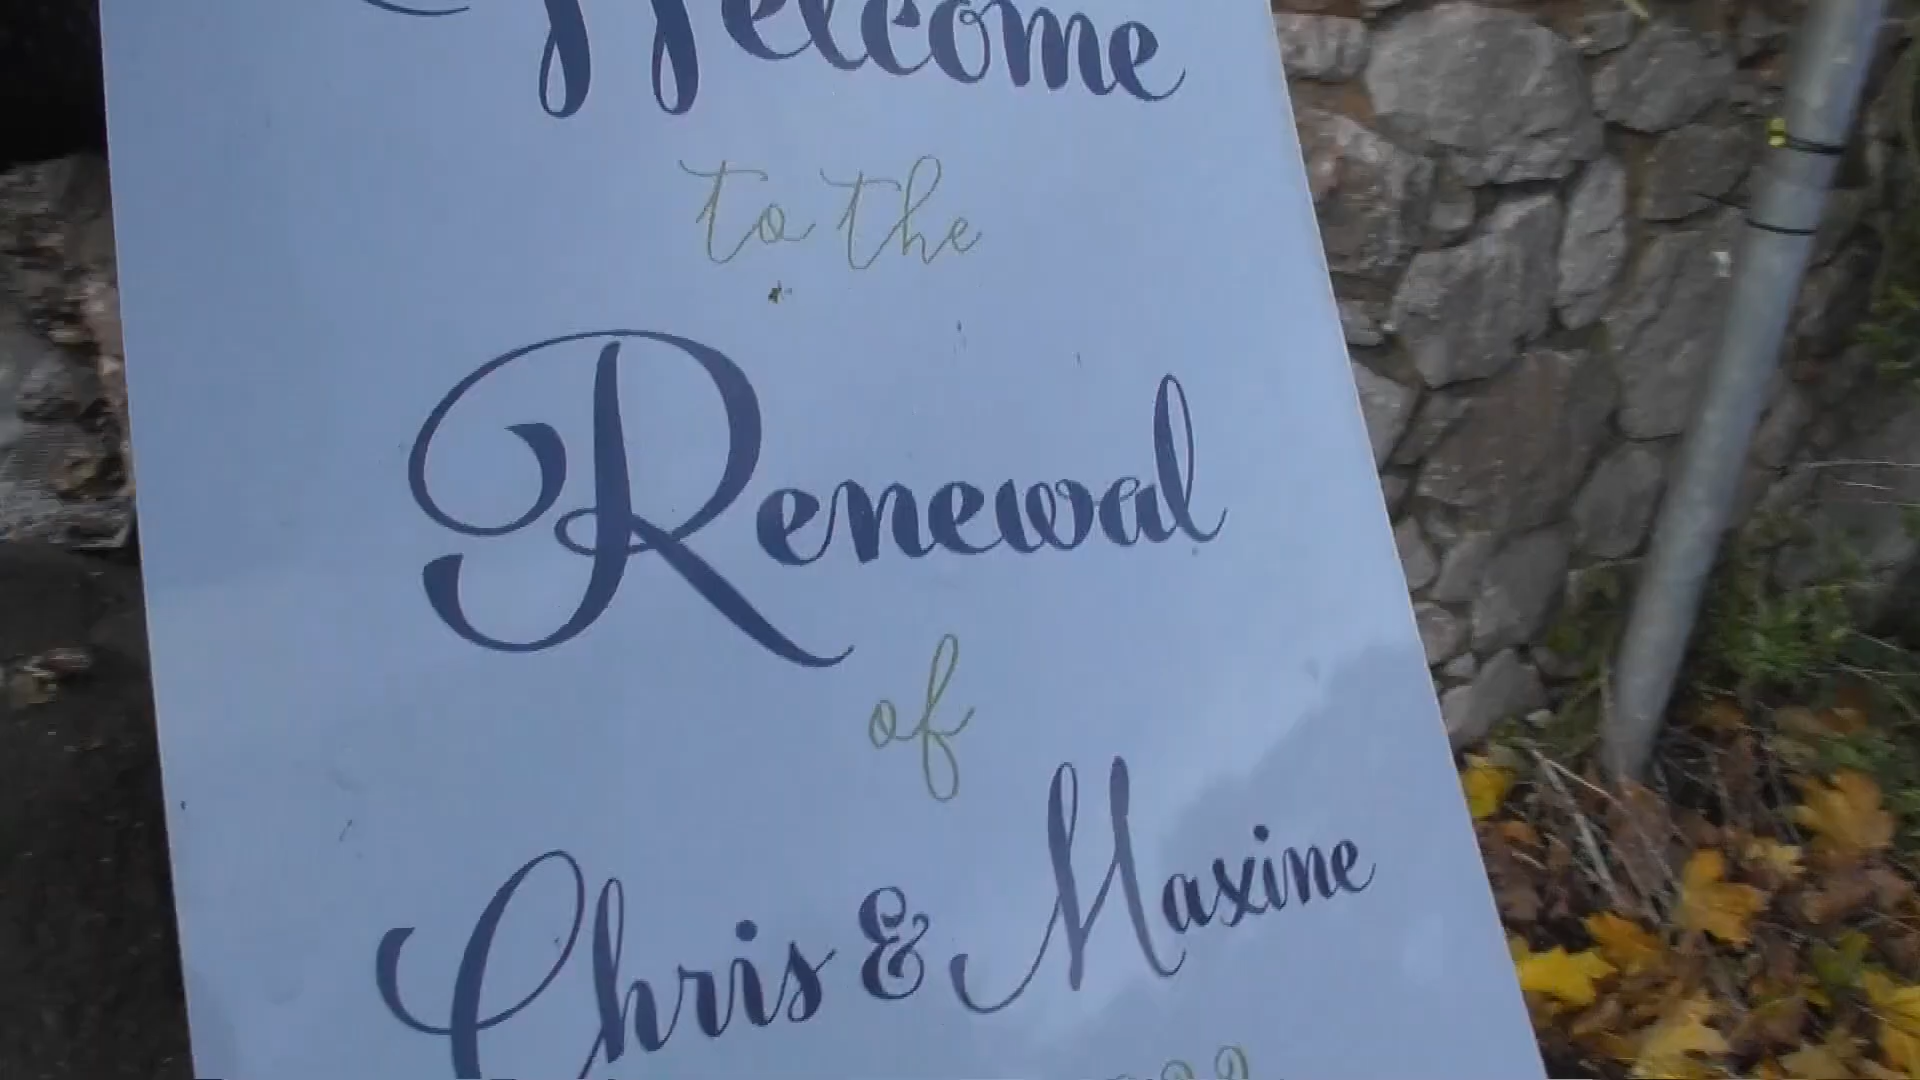 Welcome
to the
Renewal
of
Chris & Maxine